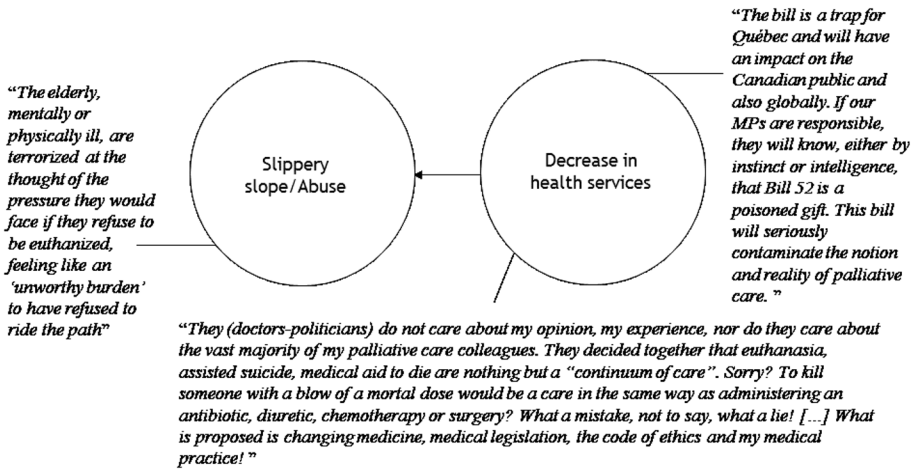 “The bill is a trap for
Québec and will have
an impact on the
Canadian public and
also globally. If our
MPs are responsible,
they will know, either by
instinct or intelligence,
that Bill 52 is a
poisoned gift. This bill
will seriously
contaminate the notion
and reality of palliative
care. ”
“The elderly,
mentally or
physically ill, are
terrorized at the
thought of the
pressure they would
face if they refuse to
be euthanized,
feeling like an
‘unworthy burden’
to have refused to
ride the path”
Slippery
slope/Abuse
Decrease in
health services
“They (doctors-politicians) do not care about my opinion, my experience, nor do they care about
the vast majority of my palliative care colleagues. They decided together that euthanasia,
assisted suicide, medical aid to die are nothing but a “continuum of care”. Sorry? To kill
someone with a blow of a mortal dose would be a care in the same way as administering an
antibiotic, diuretic, chemotherapy or surgery? What a mistake, not to say, what a lie! [...] What
is proposed is changing medicine, medical legislation, the code of ethics and my medical
practice! ”